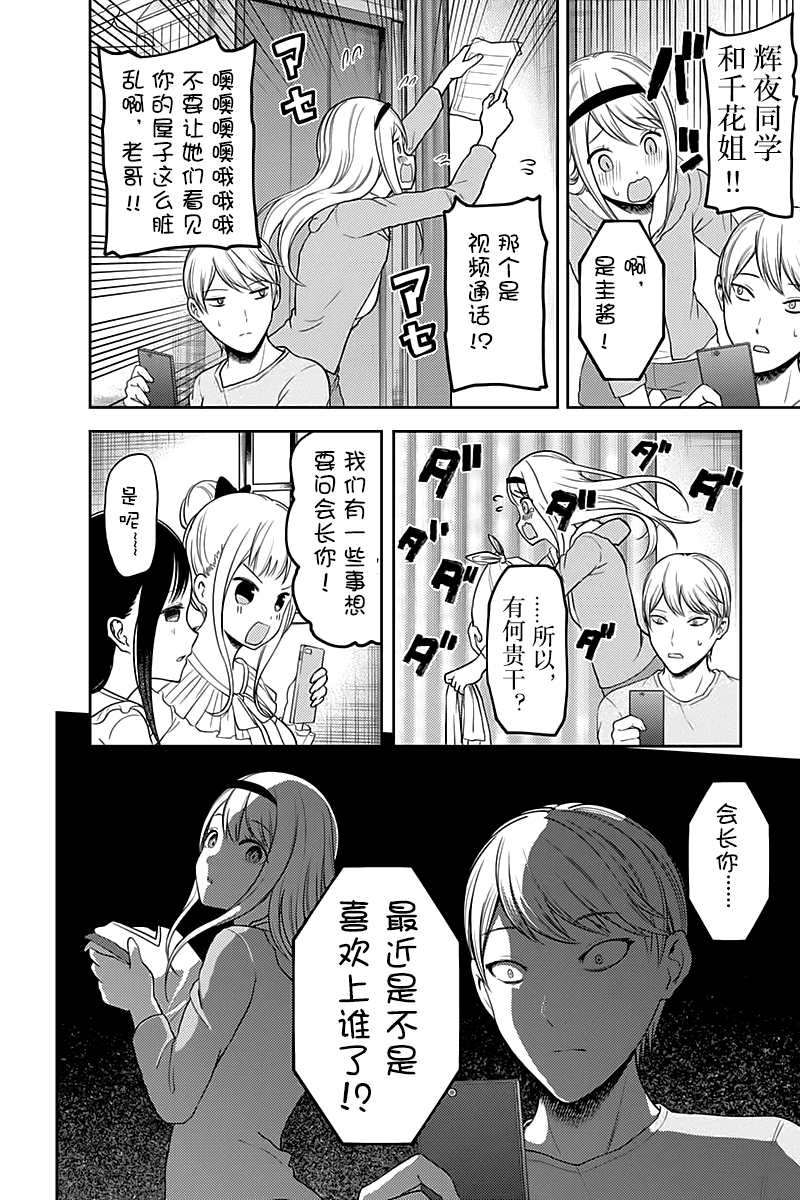 辉夜同学
和千花姐
!!
啊，
是圭酱！
バッ
那个是
视频通话!?
アセ
アセ
噢噢噢噢哦哦哦
不要让她们看见
你的屋子这么脏
乱啊，老哥!!
ダダダ
ダダダ
……所以，
有何贵干？
我们有一些事想
要问会长你！
是呢~~~
会长你……
最近是不是
喜欢上谁了!?